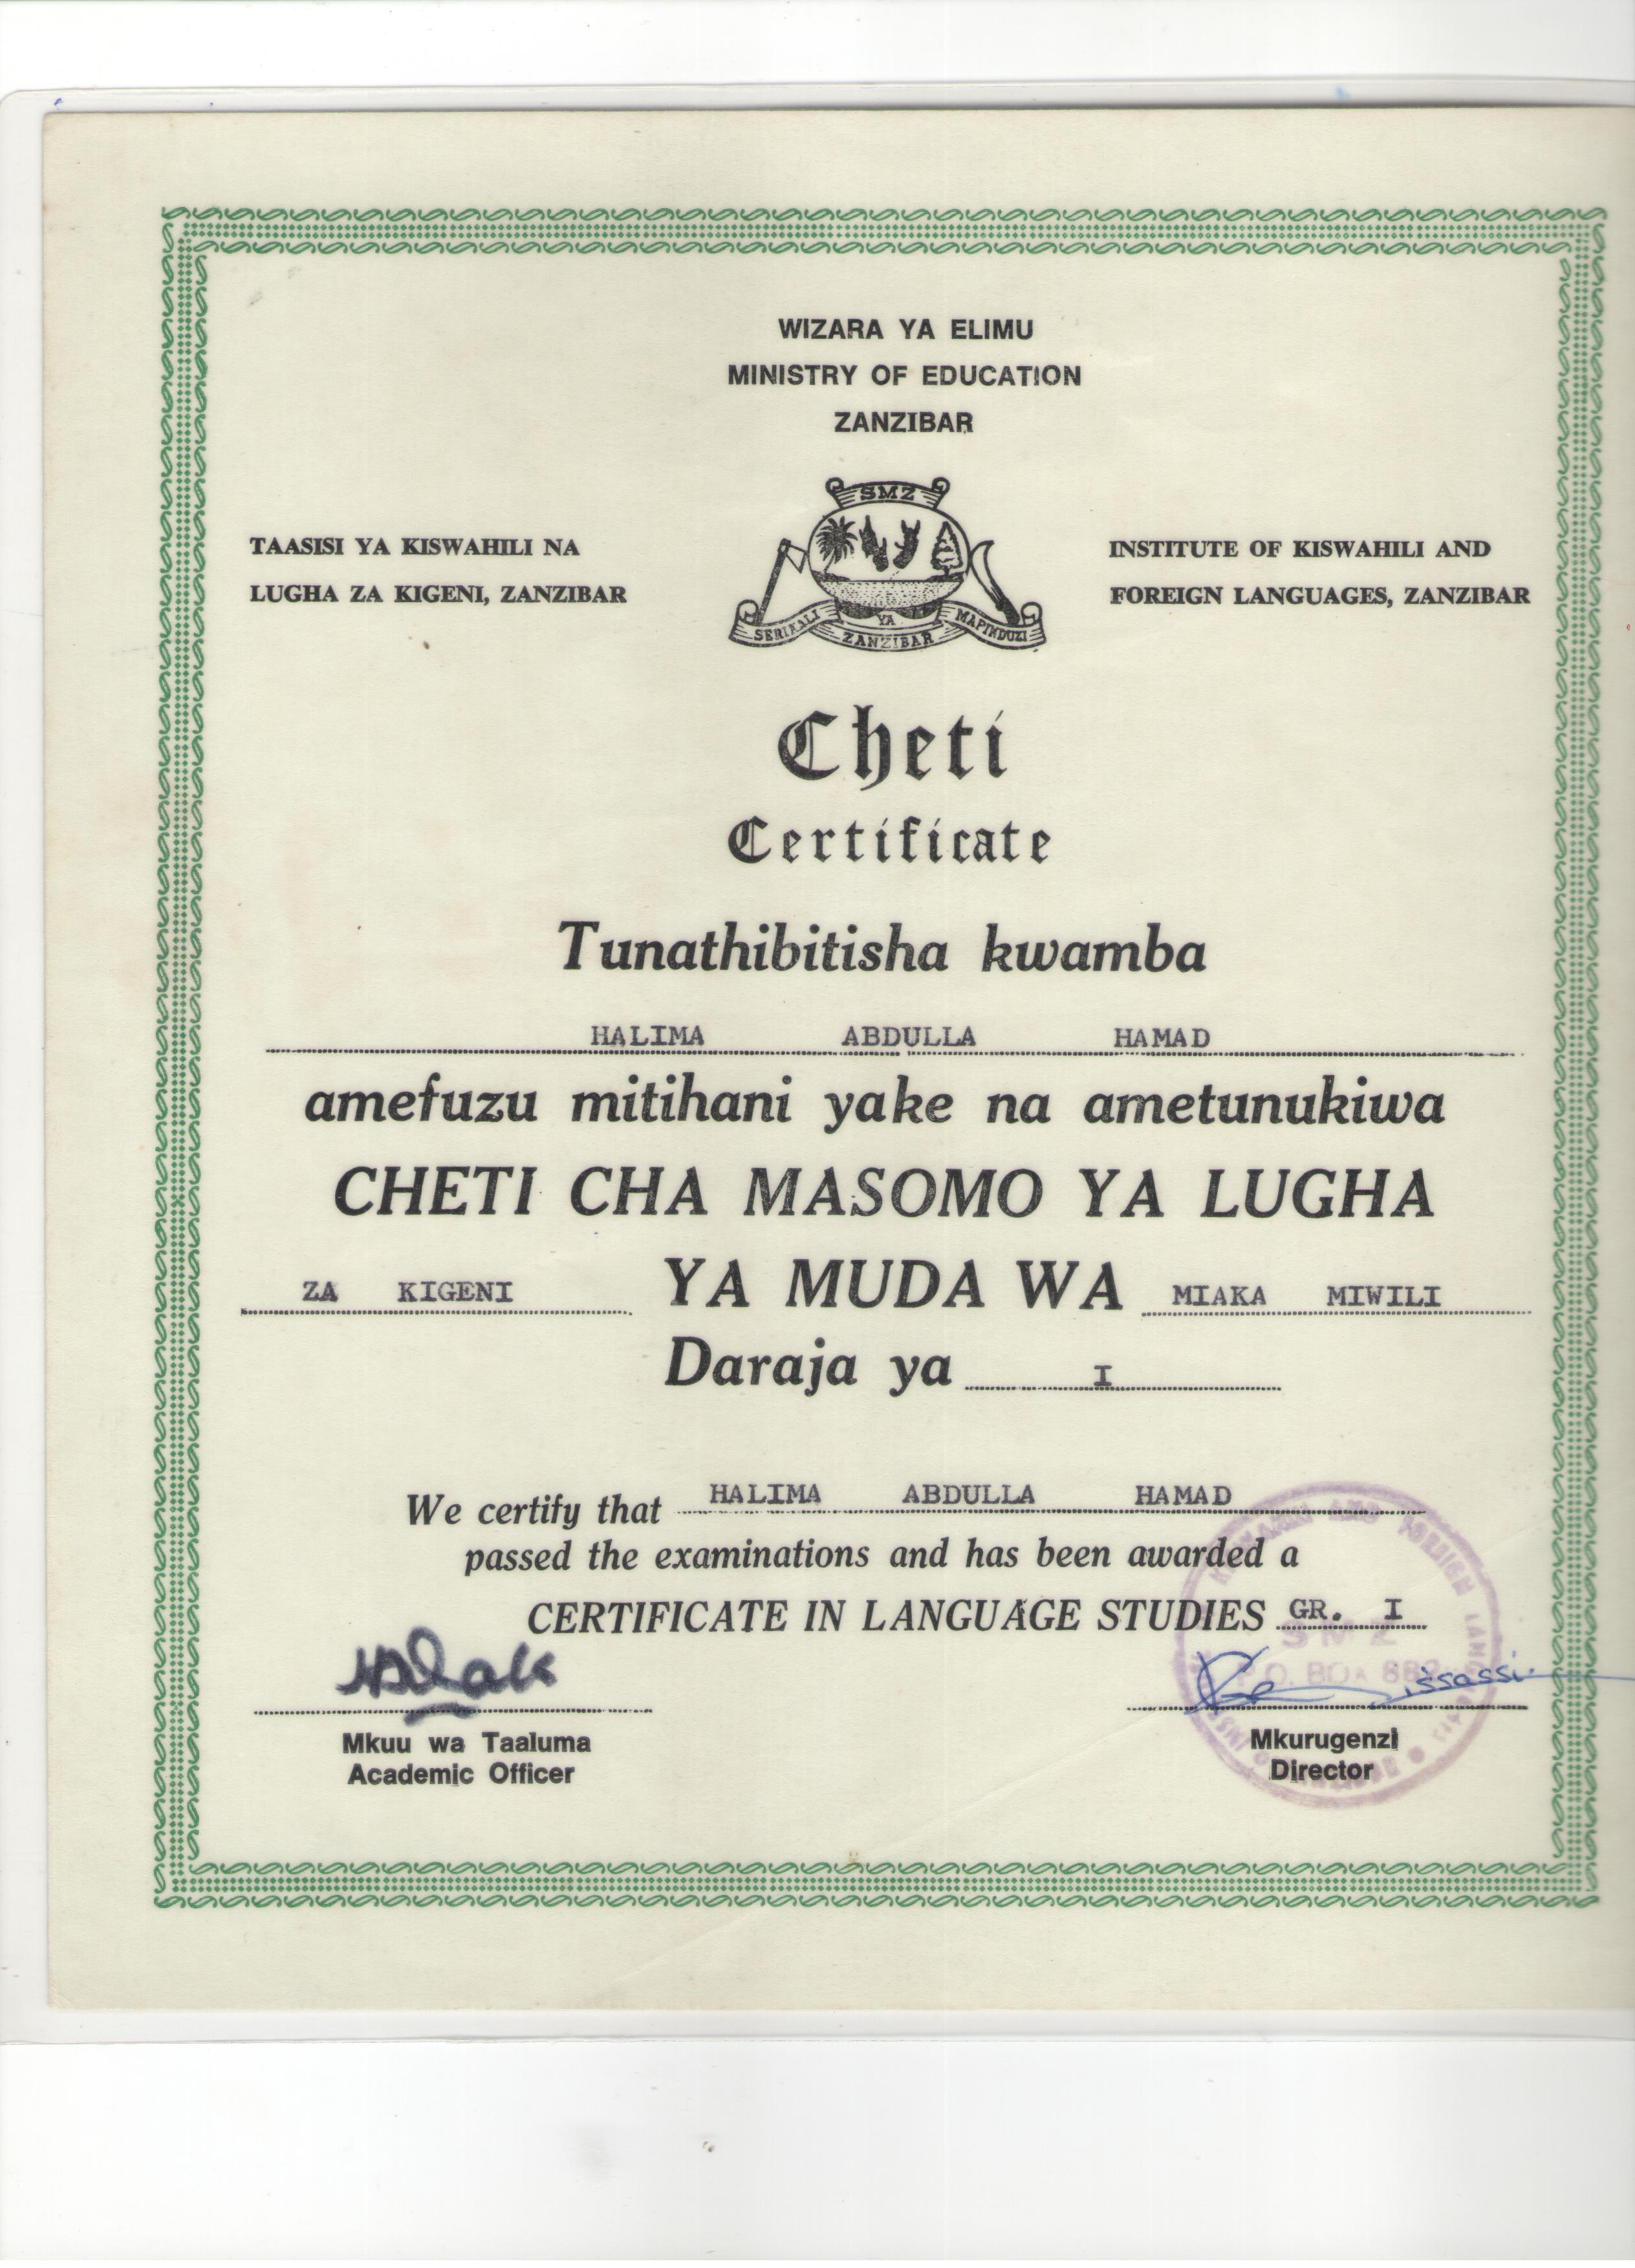 WIZARA YA ELIMU
MINISTRY OF EDUCATION
ZANZIBAR
SMZ
TAASISI YA KISWAHILI NA
LUGHA ZA KIGENI, ZANZIBAR
SERIKALI YA MAPINDUZI
ZANZIBAR
INSTITUTE OF KISWAHILI AND
FOREIGN LANGUAGES, ZANZIBAR
Cheti
Certificate
Tunathibitisha kwamba
HALIMA ABDULLA HAMAD
amefuzu mitihani yake na ametunukiwa
CHETI CHA MASOMO YA LUGHA
ZA KIGENI YA MUDA WA MIAKA MIWILI
Daraja ya I
We certify that HALIMA ABDULLA HAMAD
passed the examinations and has been awarded a
CERTIFICATE IN LANGUAGE STUDIES GR. I
KISWAHILI AND FOREIGN
SMZ
P.O. BOX
Mkuu wa Taaluma
Academic Officer
Mkurugenzi
Director